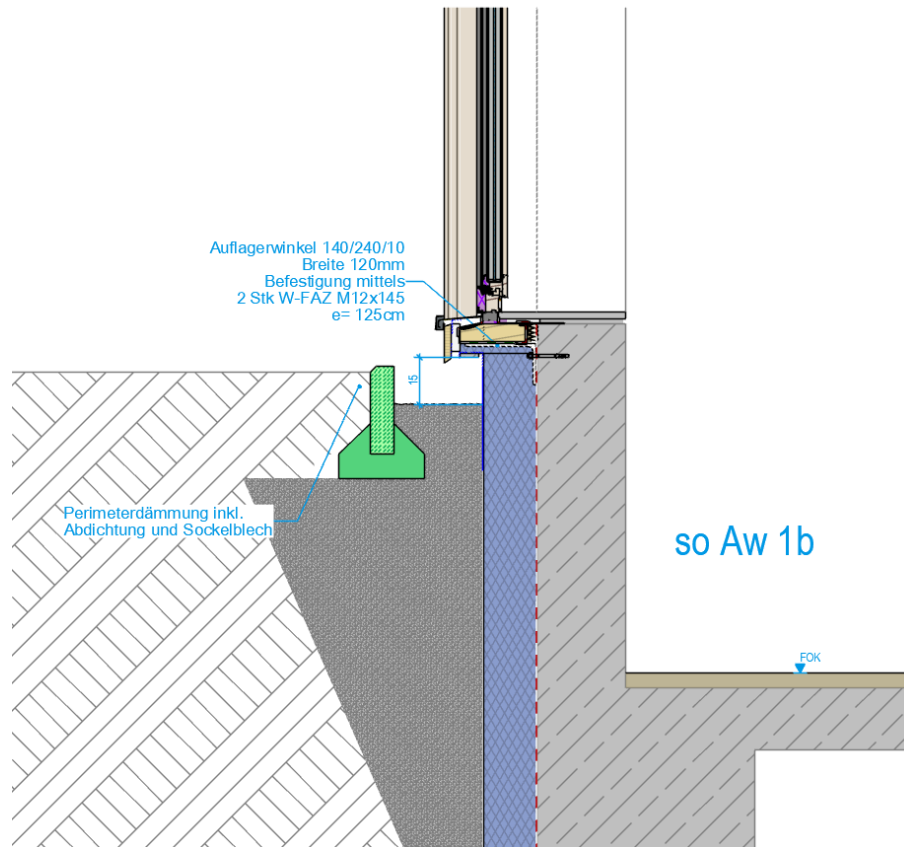 Auflagerwinkel 140/240/10
Breite 120mm
Befestigung mittels
2 Stk W-FAZ M12x145
e= 125cm
15
Perimeterdämmung inkl.
Abdichtung und Sockelblech
so Aw 1b
FOK